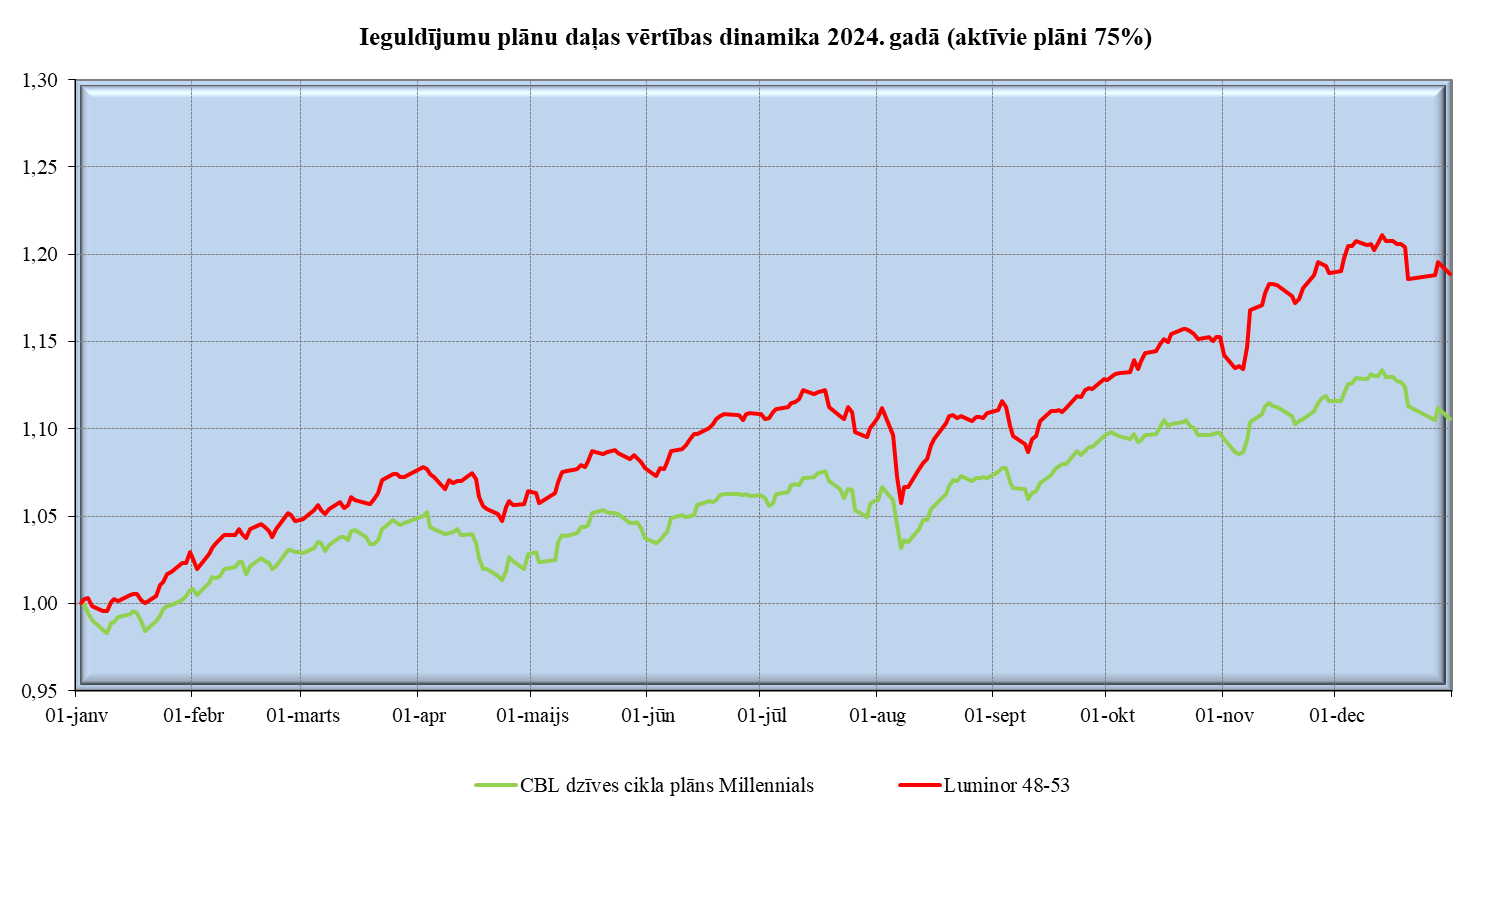 Ieguldījumu plānu daļas vērtības dinamika 2024. gadā (aktīvie plāni 75%)
1,30
1,25
1,20
1,15
1,10
1,05
1,00
0,95
01-janv 01-febr 01-marts 01-apr 01-maijs 01-jūn 01-jūl 01-aug 01-sept 01-okt 01-nov 01-dec
CBL dzīves cikla plāns Millennials Luminor 48-53